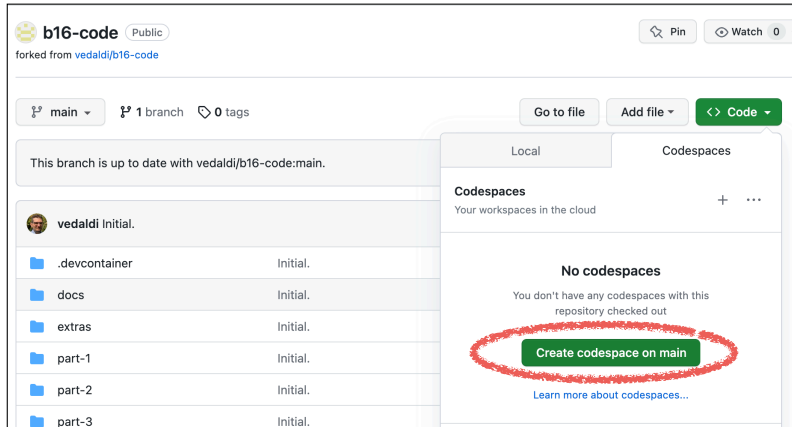 b16-code Public
Pin
Watch 0
forked from vedaldi/b16-code
main
1 branch
0 tags
Go to file
Add file
<> Code
This branch is up to date with vedaldi/b16-code:main.
vedaldi Initial.
.devcontainer Initial.
docs Initial.
extras Initial.
part-1 Initial.
part-2 Initial.
part-3 Initial.
Local
Codespaces
Codespaces
Your workspaces in the cloud
No codespaces
You don't have any codespaces with this
repository checked out
Create codespace on main
Learn more about codespaces...